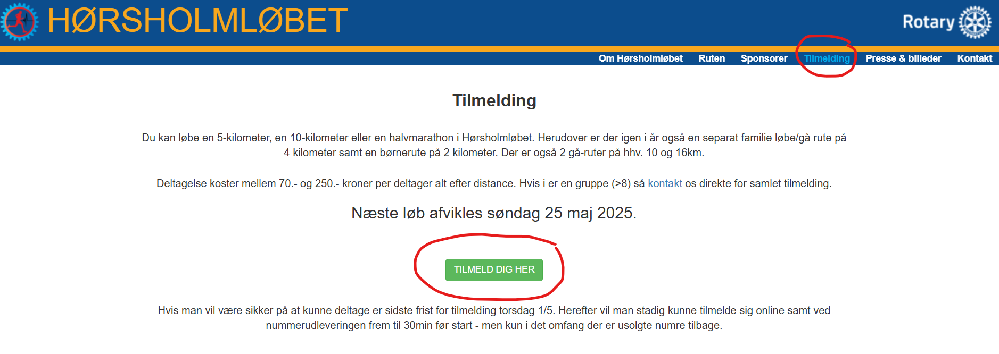 HØRSHOLMLØBET
Rotary
Om Hørsholmløbet Ruten Sponsorer Tilmelding Presse & billeder Kontakt
Tilmelding
Du kan løbe en 5-kilometer, en 10-kilometer eller en halvmarathon i Hørsholmløbet. Herudover er der igen i år også en separat familie løbe/gå rute på
4 kilometer samt en børnerute på 2 kilometer. Der er også 2 gå-ruter på hhv. 10 og 16km.
Deltagelse koster mellem 70.- og 250.- kroner per deltager alt efter distance. Hvis i er en gruppe (>8) så kontakt os direkte for samlet tilmelding.
Næste løb afvikles søndag 25 maj 2025.
TILMELD DIG HER
Hvis man vil være sikker på at kunne deltage er sidste frist for tilmelding torsdag 1/5. Herefter vil man stadig kunne tilmelde sig online samt ved
nummerudleveringen frem til 30min før start - men kun i det omfang der er usolgte numre tilbage.